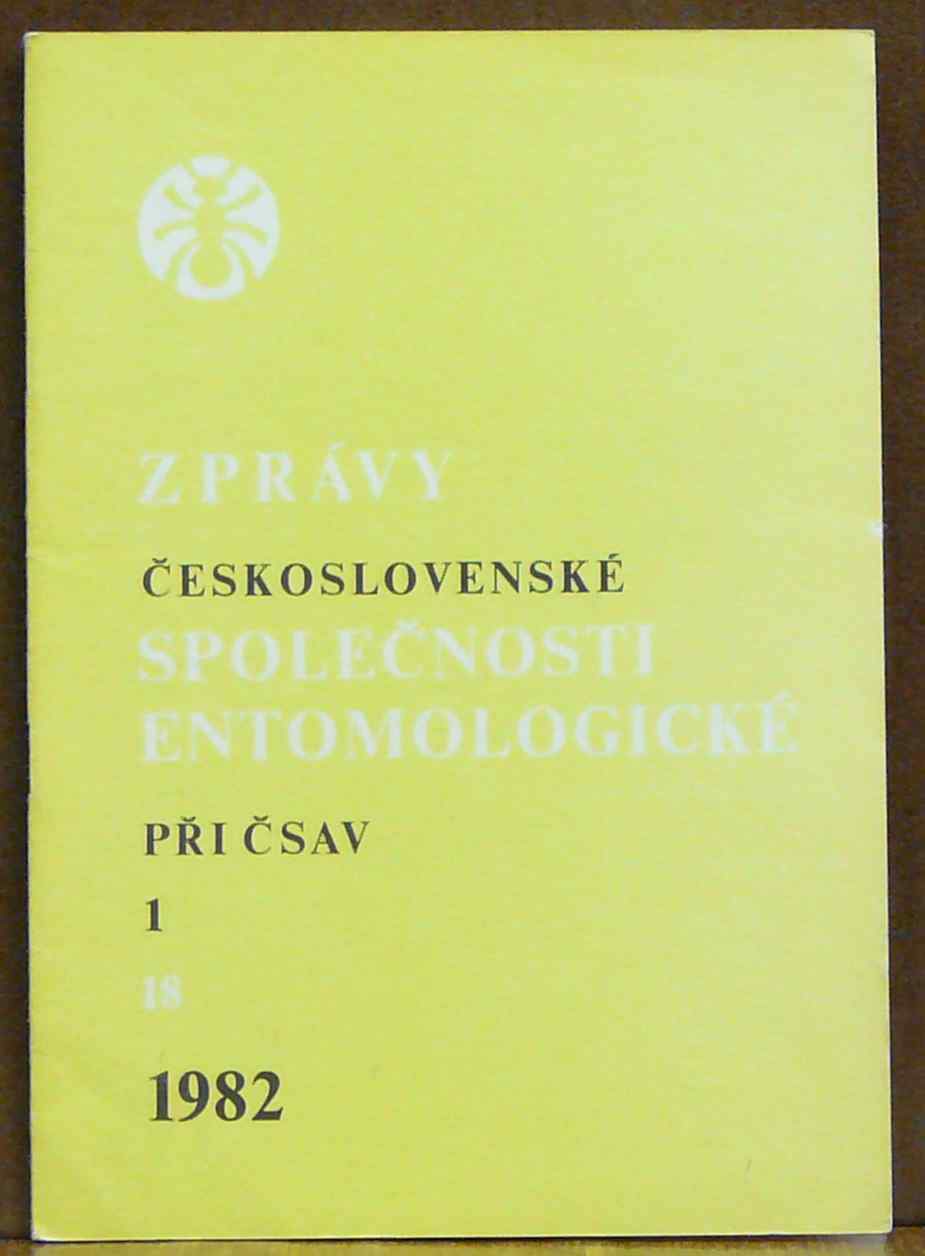 ZPRÁVY
ČESKOSLOVENSKÉ
SPOLEČNOSTI
ENTOMOLOGICKÉ
PŘI ČSAV
1
18
1982